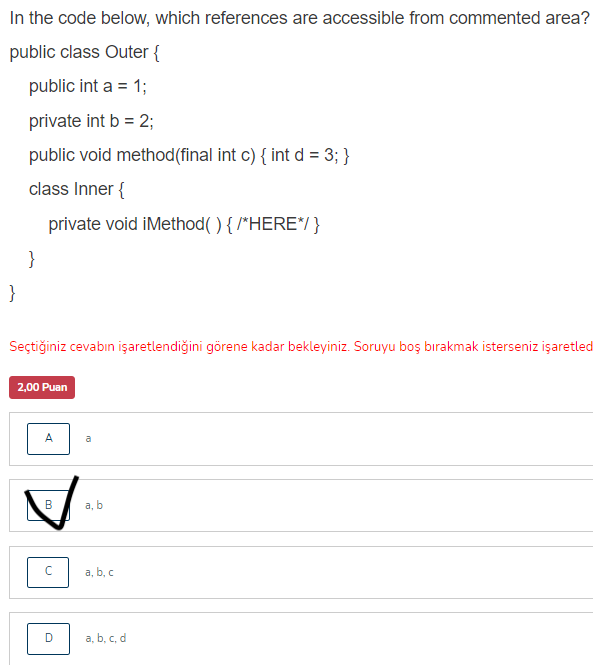 In the code below, which references are accessible from commented area?
public class Outer {
public int a = 1;
private int b = 2;
public void method(final int c) { int d = 3; }
class Inner {
private void iMethod( ) { /*HERE*/ }
}
}
Seçtiğiniz cevabın işaretlendiğini görene kadar bekleyiniz. Soruyu boş bırakmak isterseniz işaretled
2,00 Puan
A a
B a, b
C a, b, c
D a, b, c, d